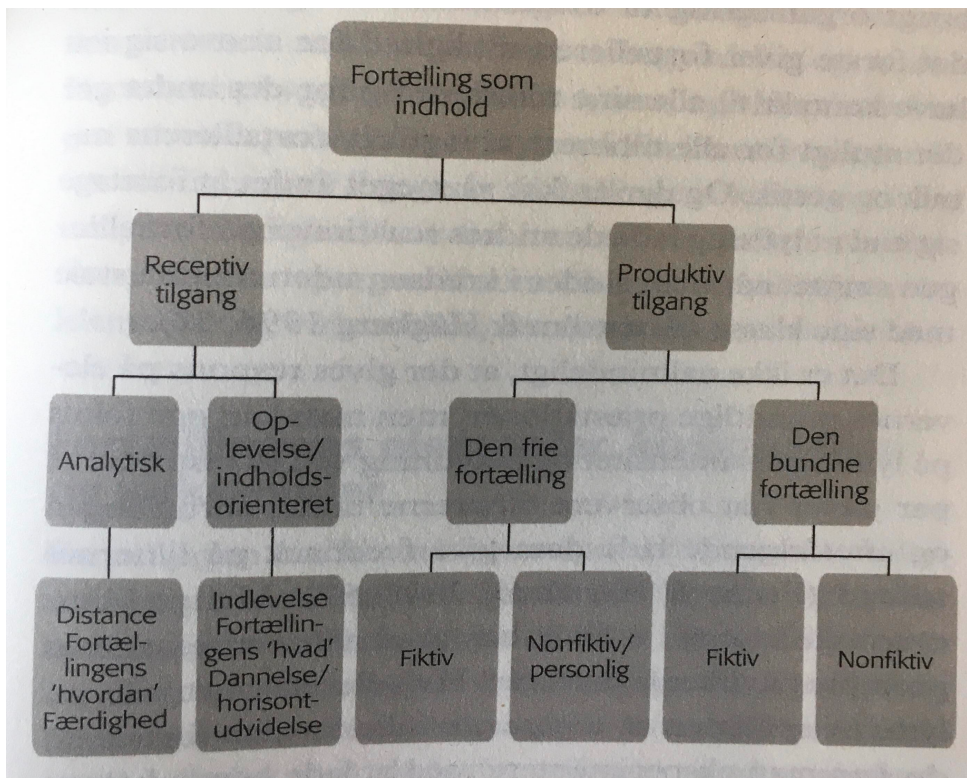 Fortælling som
indhold
Receptiv
tilgang
Produktiv
tilgang
Analytisk
Op-
levelse/
indholds-
orienteret
Den frie
fortælling
Den
bundne
fortælling
Distance
Fortæl-
lingens
'hvordan'
Færdighed
Indlevelse
Fortællin-
gens 'hvad'
Dannelse/
horisont-
udvidelse
Fiktiv
Nonfiktiv/
personlig
Fiktiv
Nonfiktiv